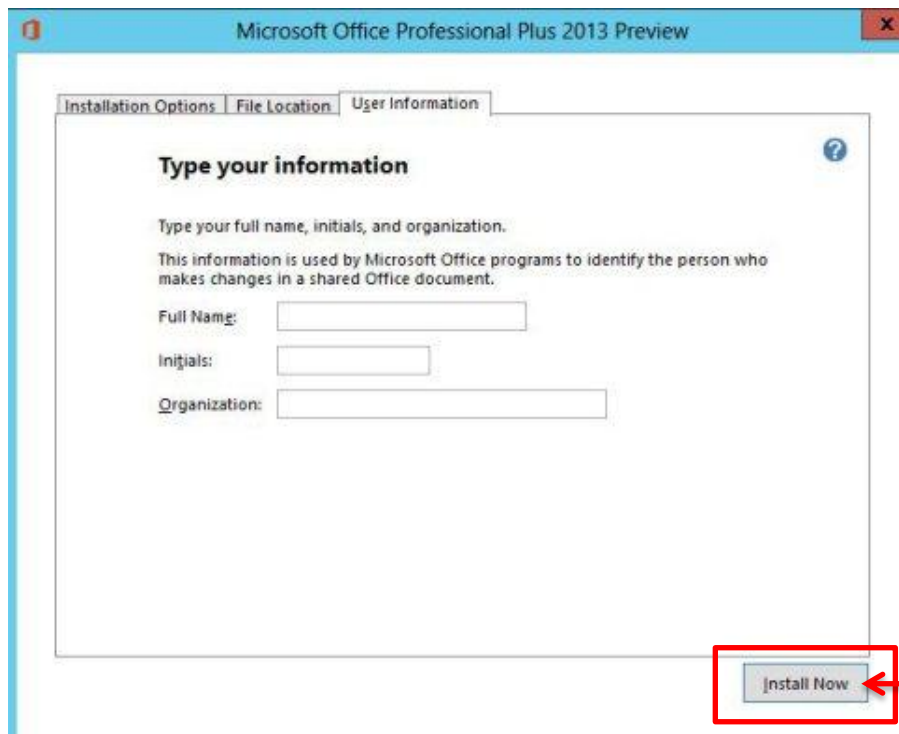 Microsoft Office Professional Plus 2013 Preview
x
Installation Options File Location User Information
?
Type your information
Type your full name, initials, and organization.
This information is used by Microsoft Office programs to identify the person who
makes changes in a shared Office document.
Full Name:
Initials:
Organization:
Install Now